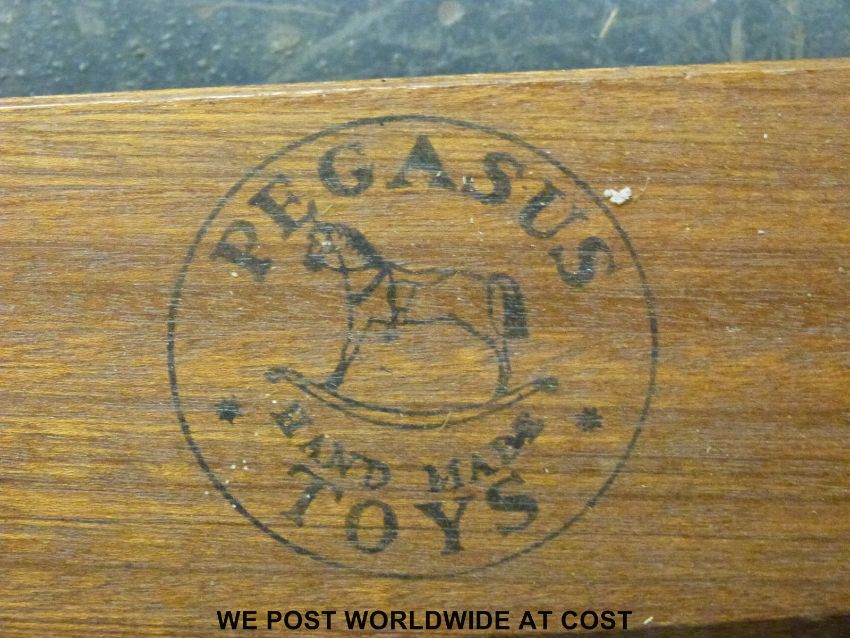 PEGASUS
HAND MADE
TOYS
WE POST WORLDWIDE AT COST